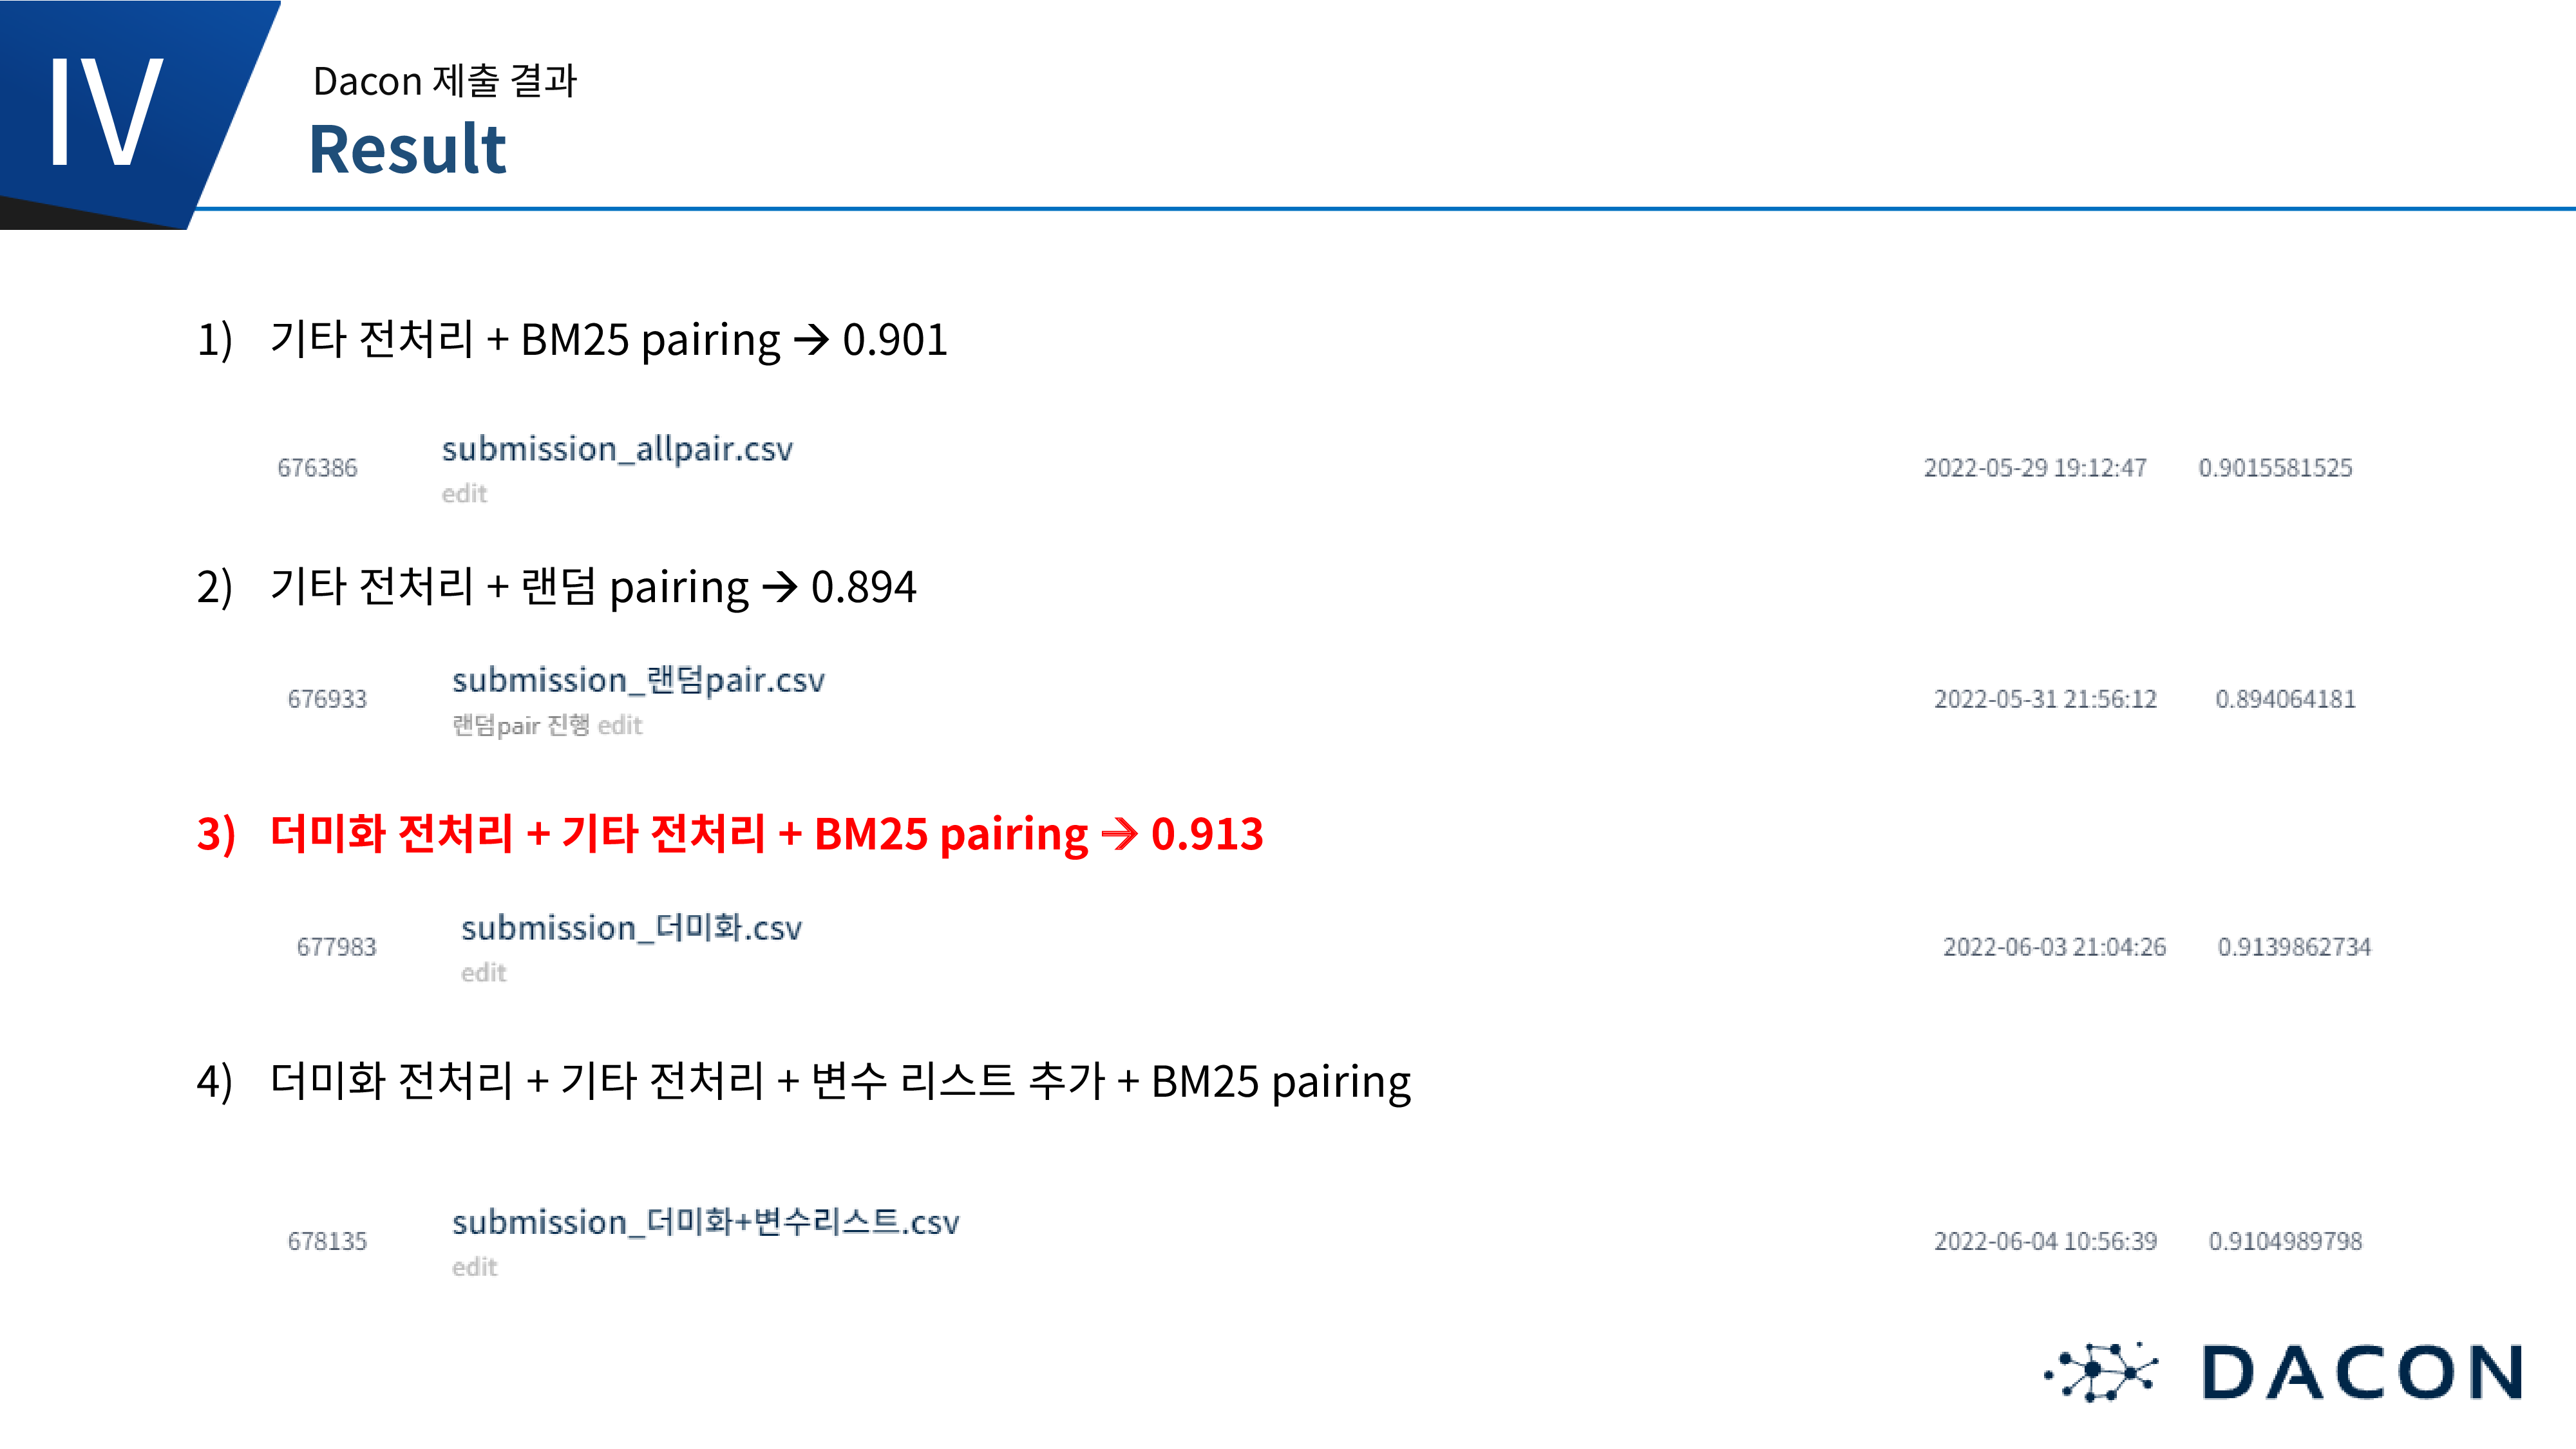 IV
Dacon 제출 결과
Result
1) 기타 전처리 + BM25 pairing → 0.901
676386 submission_allpair.csv 2022-05-29 19:12:47 0.9015581525
edit
2) 기타 전처리 + 랜덤 pairing → 0.894
676933 submission_랜덤pair.csv 2022-05-31 21:56:12 0.894064181
랜덤pair 진행 edit
3) 더미화 전처리 + 기타 전처리 + BM25 pairing → 0.913
677983 submission_더미화.csv 2022-06-03 21:04:26 0.9139862734
edit
4) 더미화 전처리 + 기타 전처리 + 변수 리스트 추가 + BM25 pairing
678135 submission_더미화+변수리스트.csv 2022-06-04 10:56:39 0.9104989798
edit
DACON